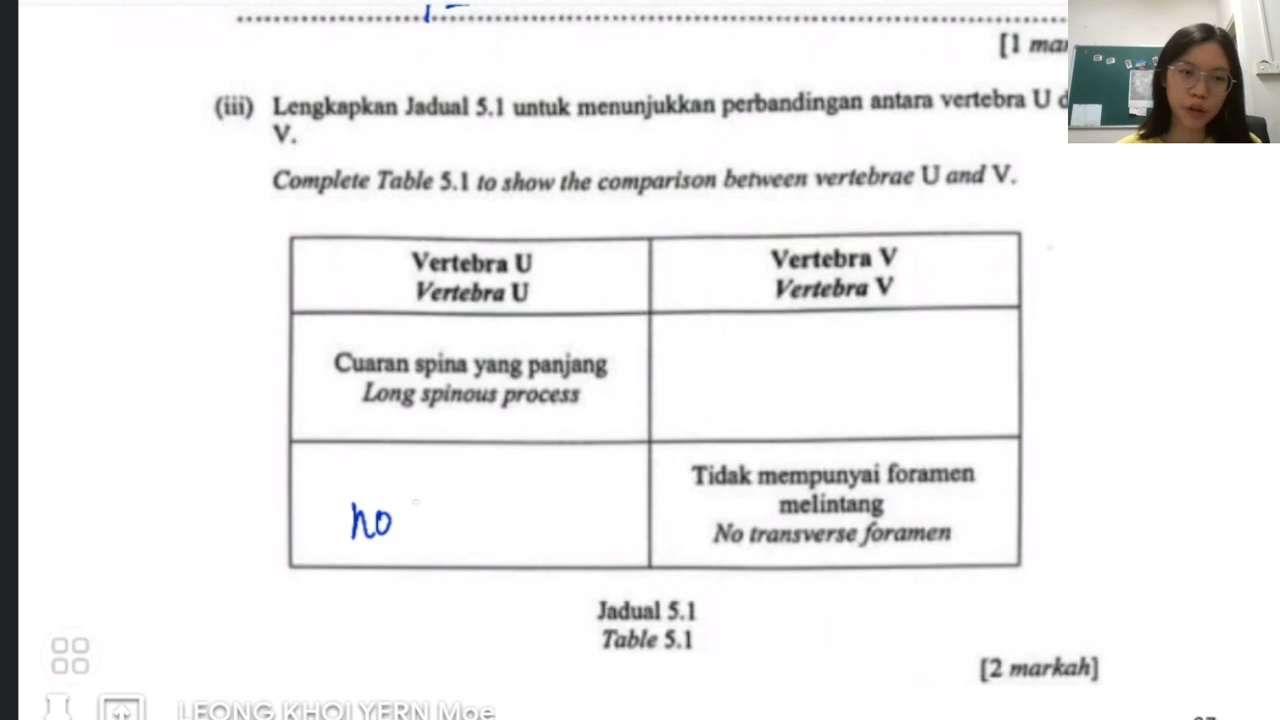 [1 mar
(iii) Lengkapkan Jadual 5.1 untuk menunjukkan perbandingan antara vertebra U d
V.
Complete Table 5.1 to show the comparison between vertebrae U and V.
Vertebra U
Vertebra U
Vertebra V
Vertebra V
Cuaran spina yang panjang
Long spinous process
no
Tidak mempunyai foramen
melintang
No transverse foramen
Jadual 5.1
Table 5.1
[2 markah]
LEONG KHOI YERN Moe